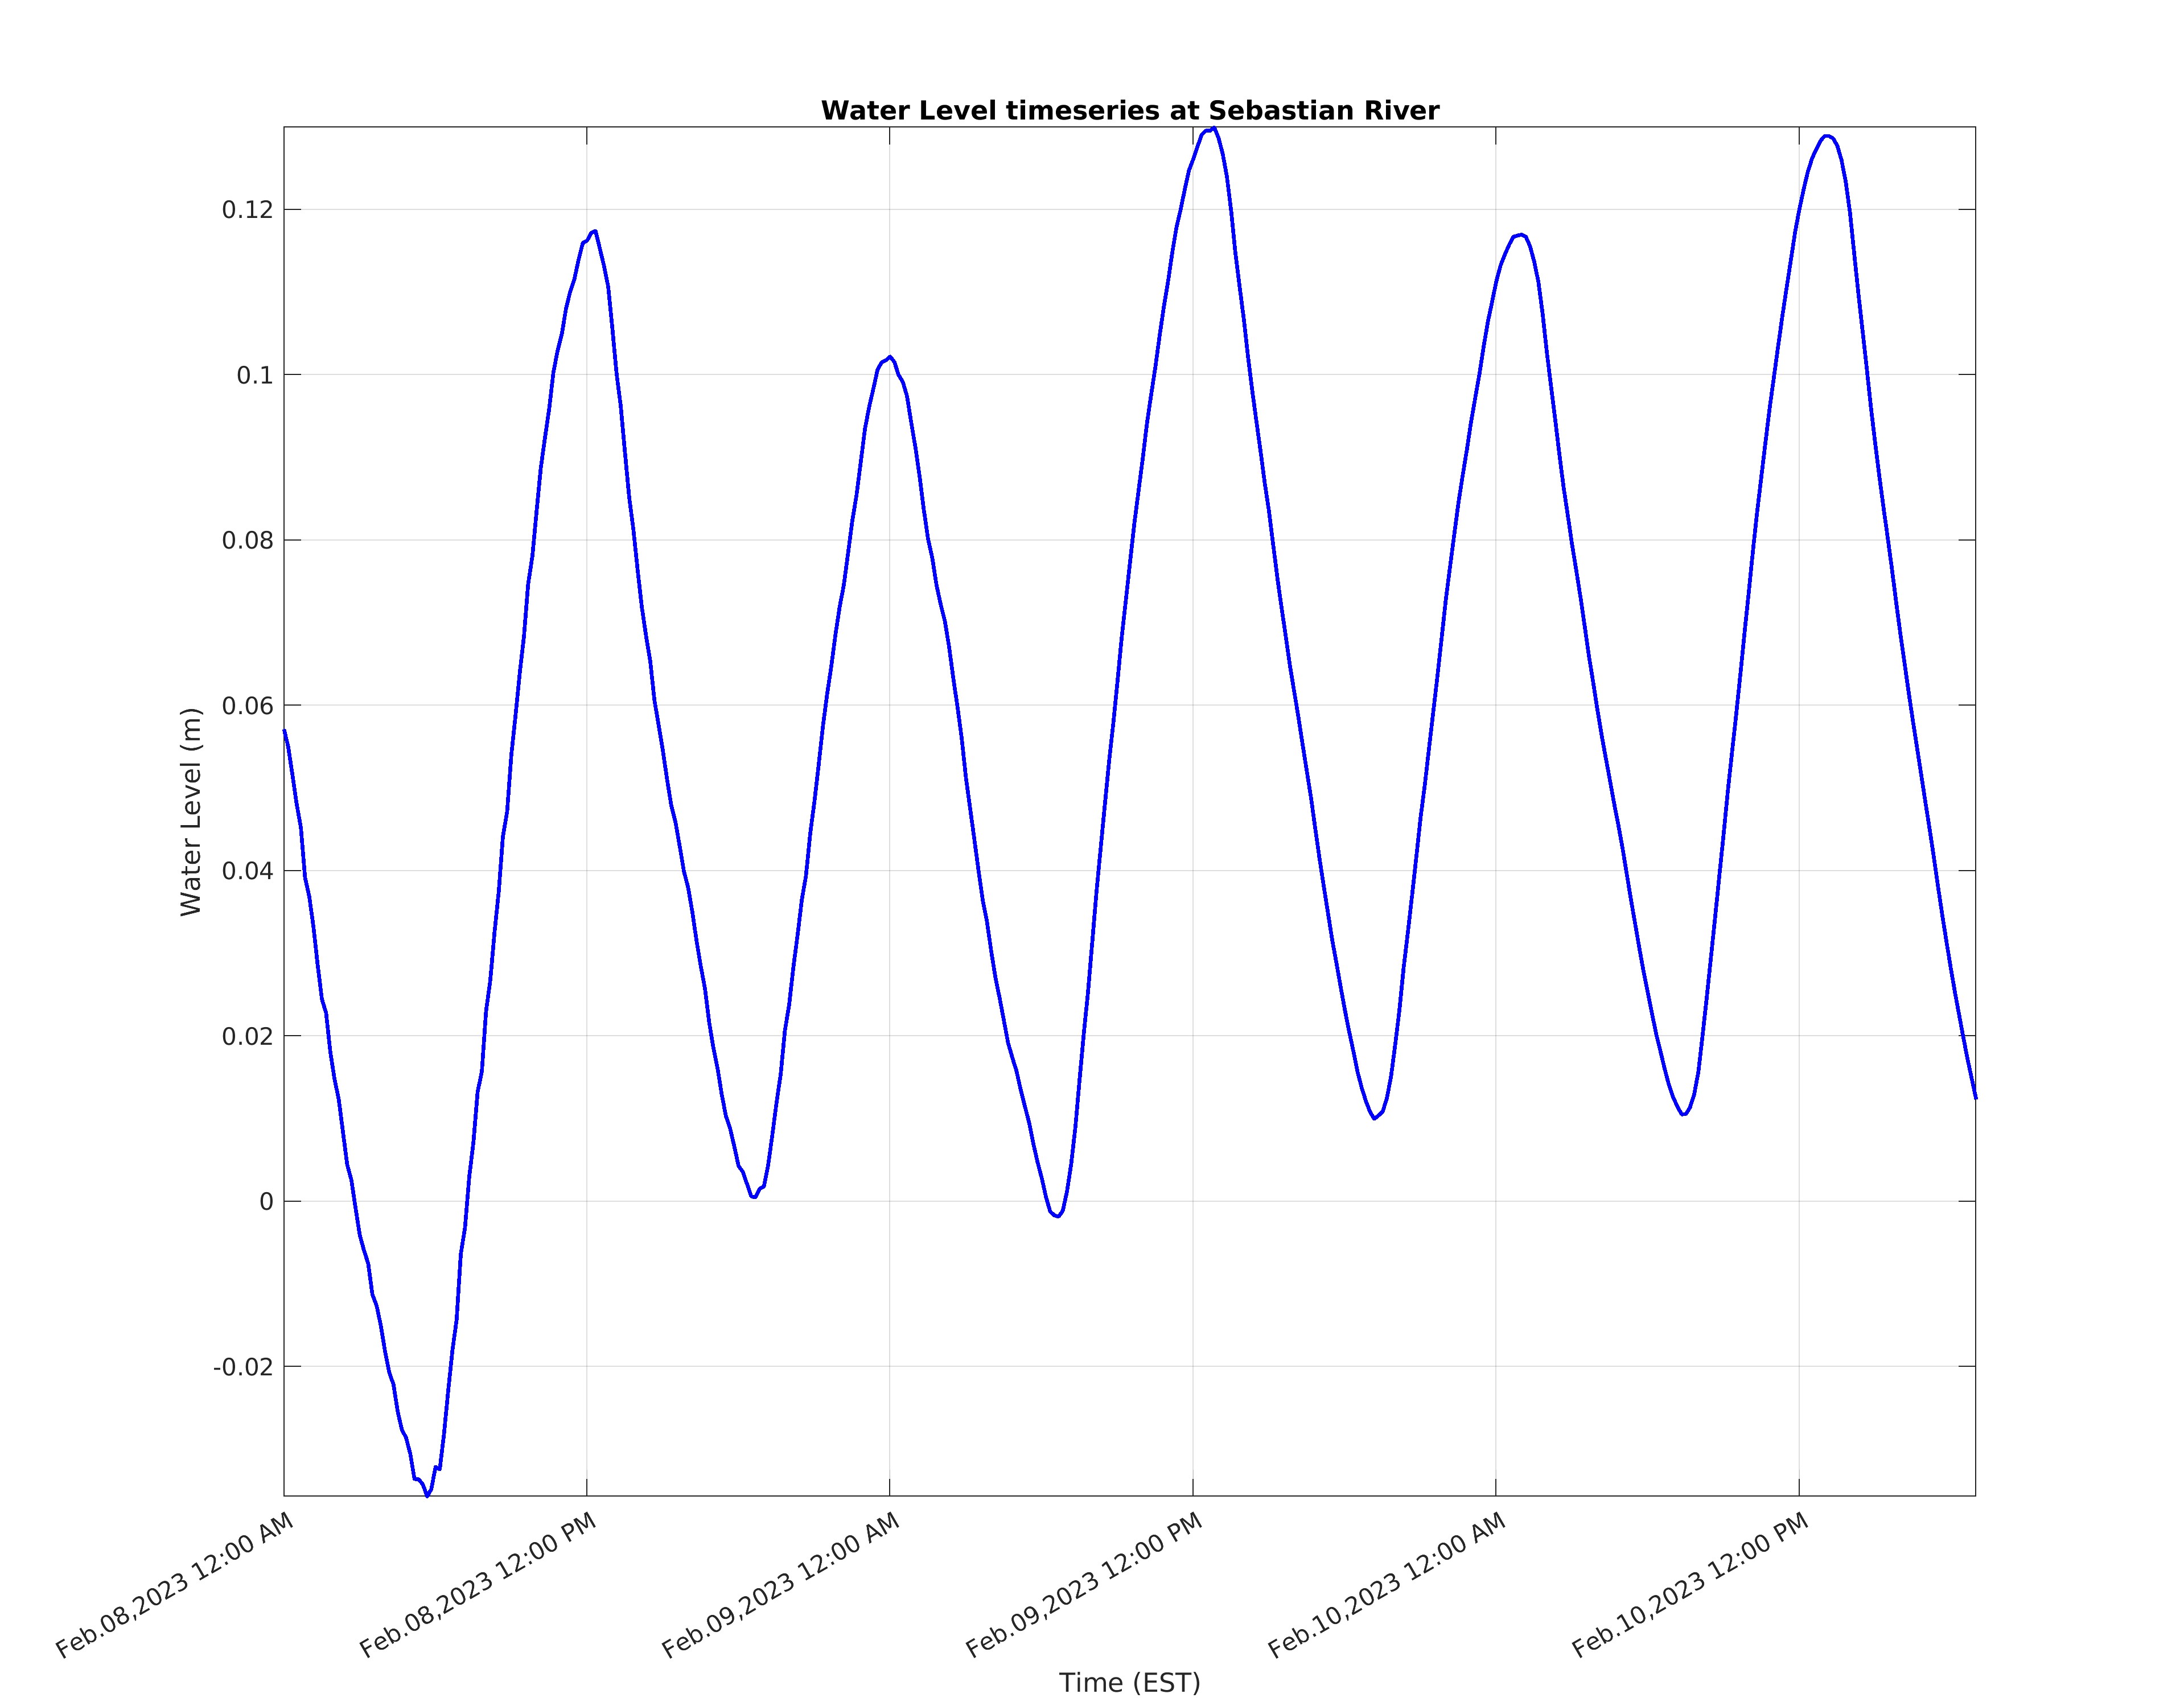 Water Level timeseries at Sebastian River
0.12
0.1
0.08
0.06
0.04
0.02
0
-0.02
Water Level (m)
Feb.08,2023 12:00 AM
Feb.08,2023 12:00 PM
Feb.09,2023 12:00 AM
Feb.09,2023 12:00 PM
Feb.10,2023 12:00 AM
Feb.10,2023 12:00 PM
Time (EST)